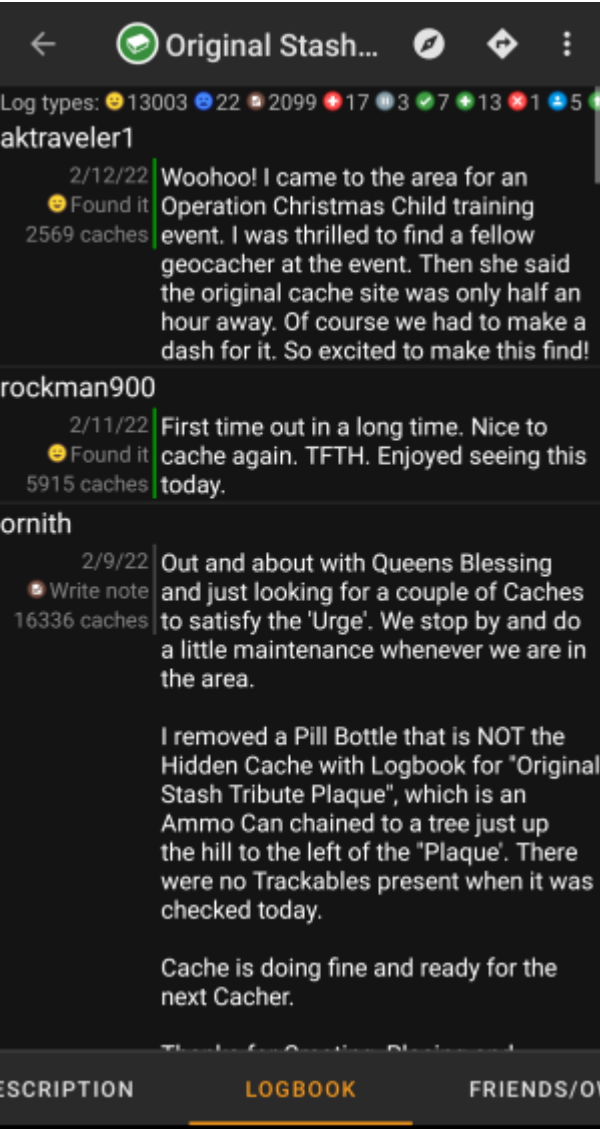 Original Stash...
Log types: 13003 22 2099 17 3 7 13 1 5
aktraveler1
2/12/22
Found it
2569 caches
Woohoo! I came to the area for an
Operation Christmas Child training
event. I was thrilled to find a fellow
geocacher at the event. Then she said
the original cache site was only half an
hour away. Of course we had to make a
dash for it. So excited to make this find!
rockman900
2/11/22
Found it
5915 caches
First time out in a long time. Nice to
cache again. TFTH. Enjoyed seeing this
today.
ornith
2/9/22
Write note
16336 caches
Out and about with Queens Blessing
and just looking for a couple of Caches
to satisfy the 'Urge'. We stop by and do
a little maintenance whenever we are in
the area.
I removed a Pill Bottle that is NOT the
Hidden Cache with Logbook for "Original
Stash Tribute Plaque", which is an
Ammo Can chained to a tree just up
the hill to the left of the "Plaque'. There
were no Trackables present when it was
checked today.
Cache is doing fine and ready for the
next Cacher.
ESCRIPTION
LOGBOOK
FRIENDS/OW